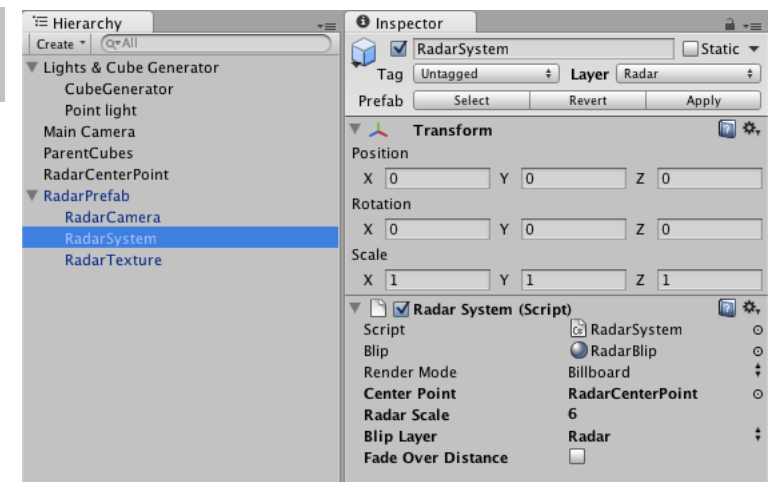 Hierarchy
Create
All
Lights & Cube Generator
CubeGenerator
Point light
Main Camera
ParentCubes
RadarCenterPoint
RadarPrefab
RadarCamera
RadarSystem
RadarTexture
Inspector
RadarSystem Static
Tag Untagged Layer Radar
Prefab Select Revert Apply
Transform
Position
X 0 Y 0 Z 0
Rotation
X 0 Y 0 Z 0
Scale
X 1 Y 1 Z 1
Radar System (Script)
Script RadarSystem
Blip RadarBlip
Render Mode Billboard
Center Point RadarCenterPoint
Radar Scale 6
Blip Layer Radar
Fade Over Distance